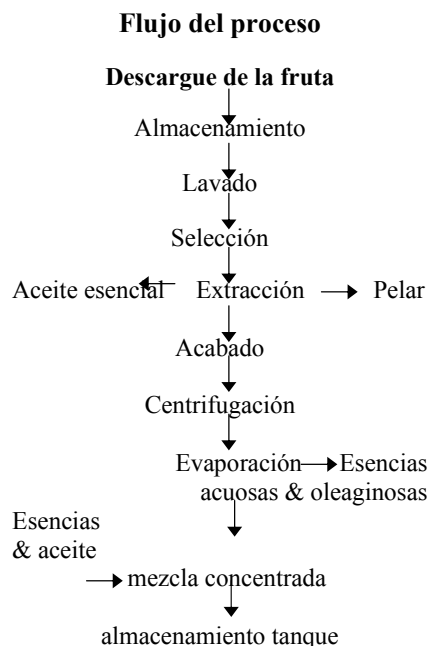 Flujo del proceso
Descargue de la fruta
Almacenamiento
Lavado
Selección
Aceite esencial Extracción Pelar
Acabado
Centrifugación
Evaporación Esencias
acuosas & oleaginosas
Esencias
& aceite
mezcla concentrada
almacenamiento tanque